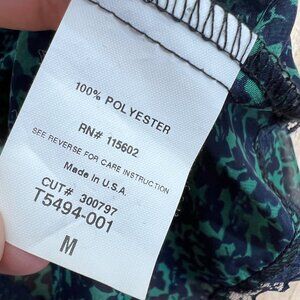 100% POLYESTER
RN# 115602
SEE REVERSE FOR CARE INSTRUCTION
Made in U.S.A.
CUT# 300797
T5494-001
M